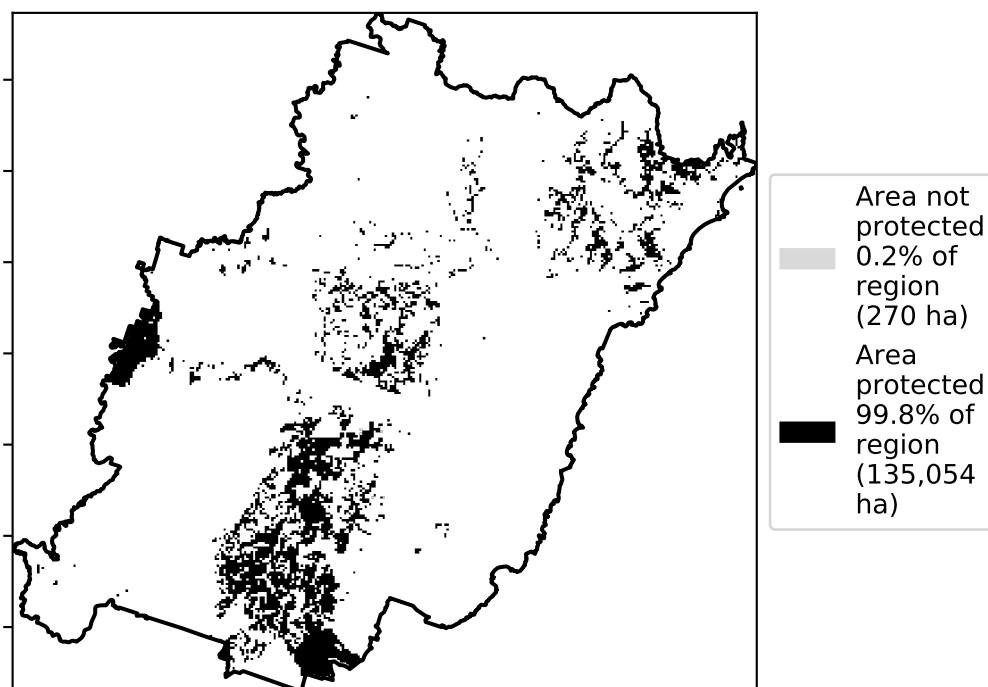 Area not
protected
0.2% of
region
(270 ha)
Area
protected
99.8% of
region
(135,054
ha)